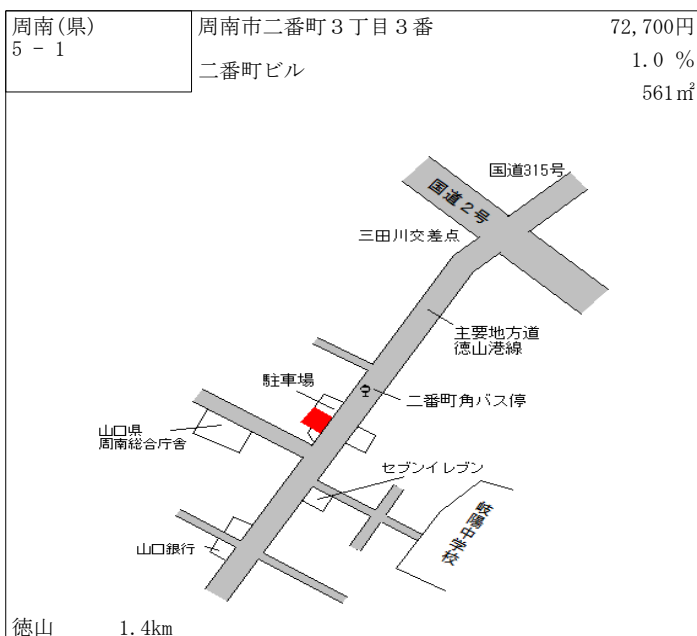 周南(県)
5 - 1
周南市二番町３丁目３番
72,700円
二番町ビル
1.0 %
561㎡
国道315号
国道２号
三田川交差点
主要地方道
徳山港線
駐車場
二番町角バス停
山口県
周南総合庁舎
セブンイレブン
岐陽中学校
山口銀行
徳山 1.4km